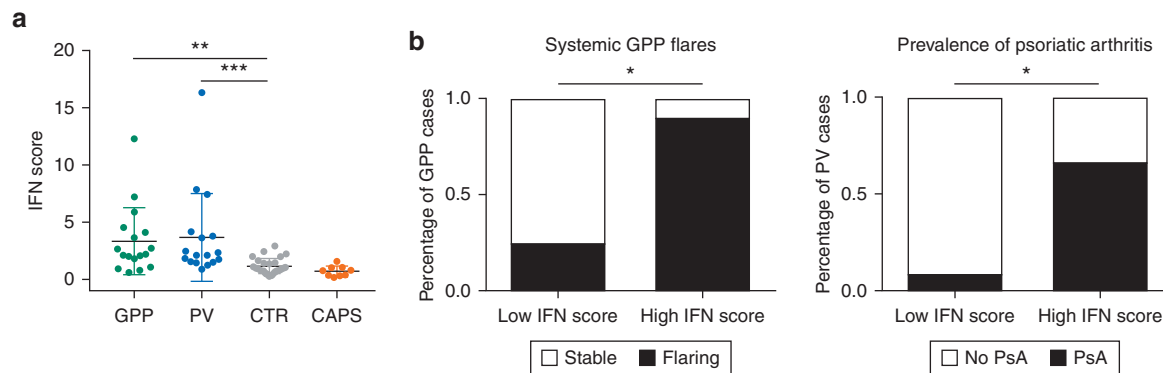 a
**
***
20
15
10
5
0
IFN score
GPP PV CTR CAPS
b
Systemic GPP flares
*
1.0
0.5
0.0
Percentage of GPP cases
Low IFN score High IFN score
Stable Flaring
Prevalence of psoriatic arthritis
*
1.0
0.5
0.0
Percentage of PV cases
Low IFN score High IFN score
No PsA PsA